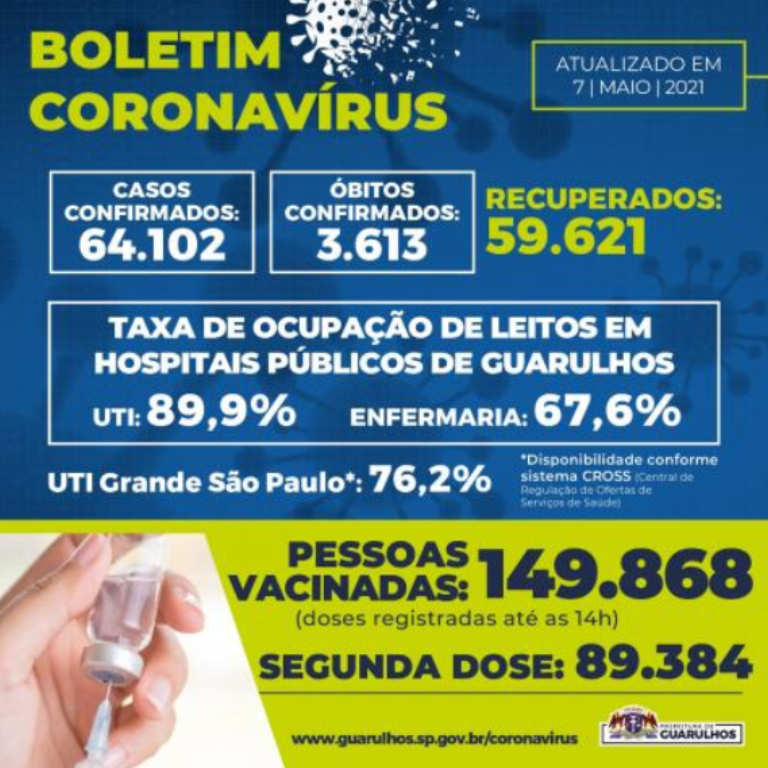 BOLETIM
CORONAVÍRUS
ATUALIZADO EM
7 | MAIO | 2021
CASOS
CONFIRMADOS:
64.102
ÓBITOS
CONFIRMADOS:
3.613
RECUPERADOS:
59.621
TAXA DE OCUPAÇÃO DE LEITOS EM
HOSPITAIS PÚBLICOS DE GUARULHOS
UTI: 89,9% ENFERMARIA: 67,6%
UTI Grande São Paulo*: 76,2%
*Disponibilidade conforme
sistema CROSS (Central de
Regulação de Ofertas de
Serviços de Saúde)
PESSOAS
VACINADAS: 149.868
(doses registradas até as 14h)
SEGUNDA DOSE: 89.384
www.guarulhos.sp.gov.br/coronavirus
PREFEITURA DE
GUARULHOS